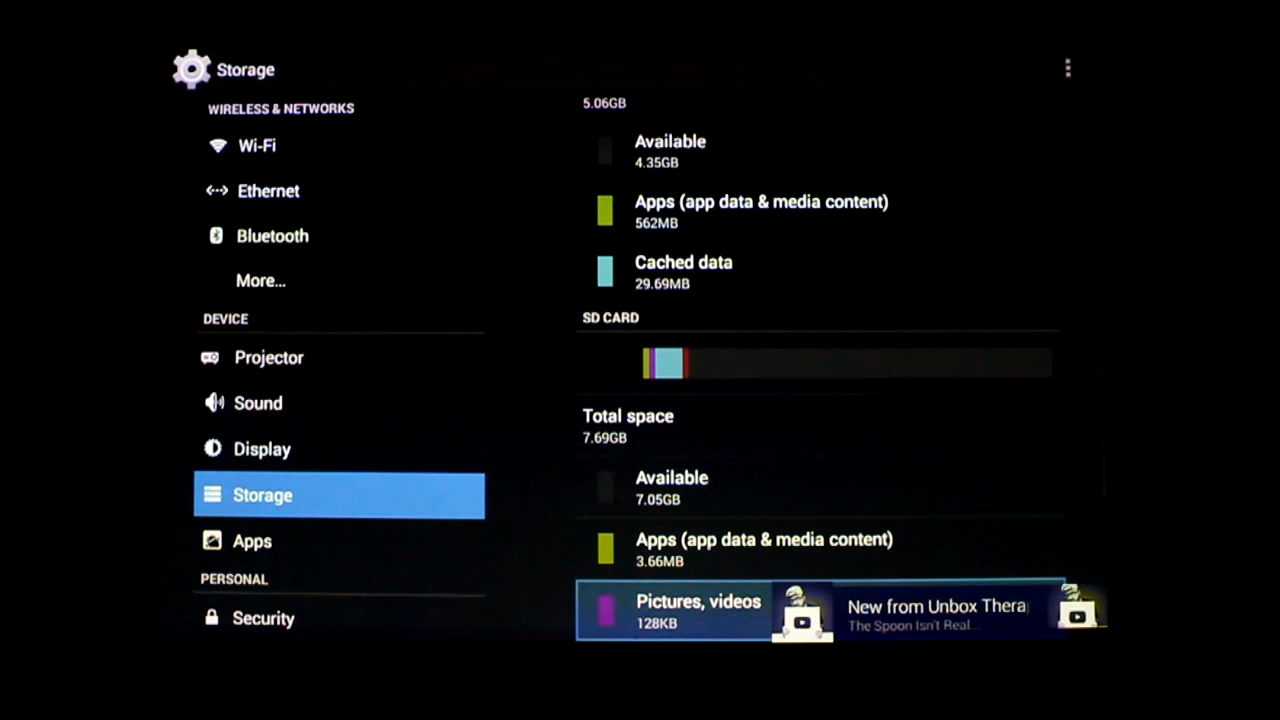 Storage
WIRELESS & NETWORKS
Wi-Fi
Ethernet
Bluetooth
More...
DEVICE
Projector
Sound
Display
Storage
Apps
PERSONAL
Security
5.06GB
Available
4.35GB
Apps (app data & media content)
562MB
Cached data
29.69MB
SD CARD
Total space
7.69GB
Available
7.05GB
Apps (app data & media content)
3.66MB
Pictures, videos
128KB
New from Unbox Thera
The Spoon Isn't Real...